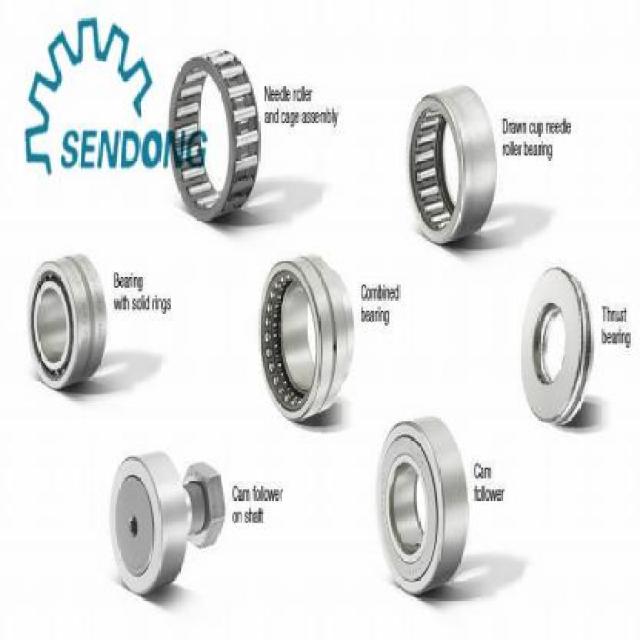 SENDONG
Needle roller
and cage assembly
Drawn cup needle
roller bearing
Bearing
with solid rings
Combined
bearing
Thrust
bearing
Cam follower
on shaft
Cam
follower